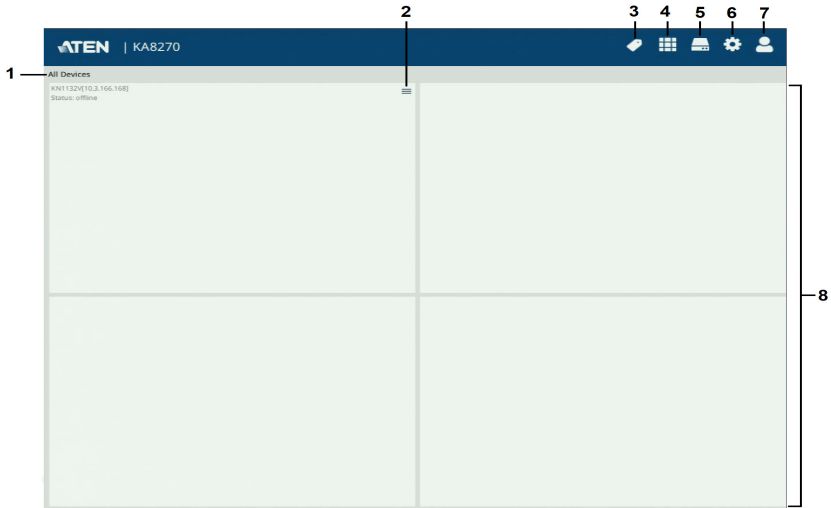 2 3 4 5 6 7
ATEN | KA8270
1 All Devices
KN1132V[10.3.166.168]
Status: offline
8